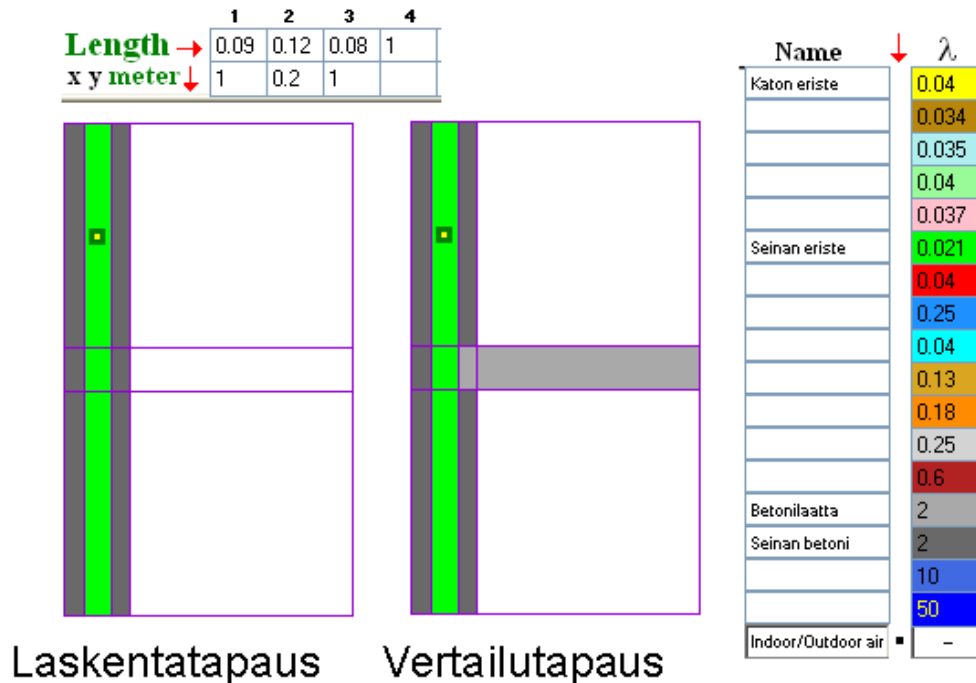 1 2 3 4
Length → 0.09 0.12 0.08 1
x y meter ↓ 1 0.2 1
Name ↓ λ
Katon eriste 0.04
0.034
0.035
0.04
0.037
Seinan eriste 0.021
0.04
0.25
0.04
0.13
0.18
0.25
0.6
Betonilaatta 2
Seinan betoni 2
10
50
Indoor/Outdoor air ▪ –
Laskentatapaus Vertailutapaus